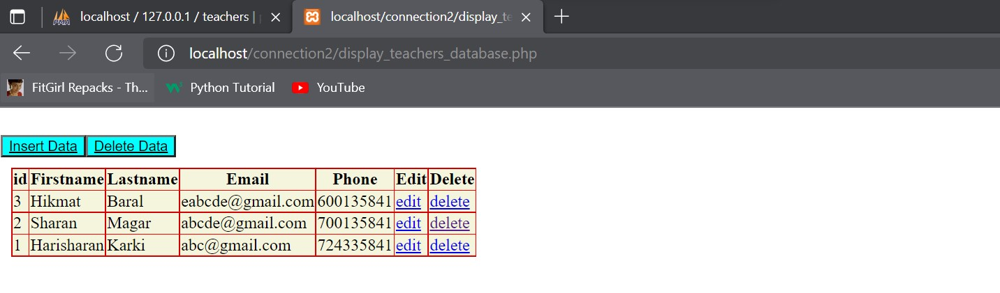 PMA localhost / 127.0.0.1 / teachers | localhost/connection2/display_te
localhost/connection2/display_teachers_database.php
FitGirl Repacks - Th... Python Tutorial YouTube
Insert Data Delete Data
id Firstname Lastname Email Phone Edit Delete
3 Hikmat Baral eabcde@gmail.com 600135841 edit delete
2 Sharan Magar abcde@gmail.com 700135841 edit delete
1 Harisharan Karki abc@gmail.com 724335841 edit delete